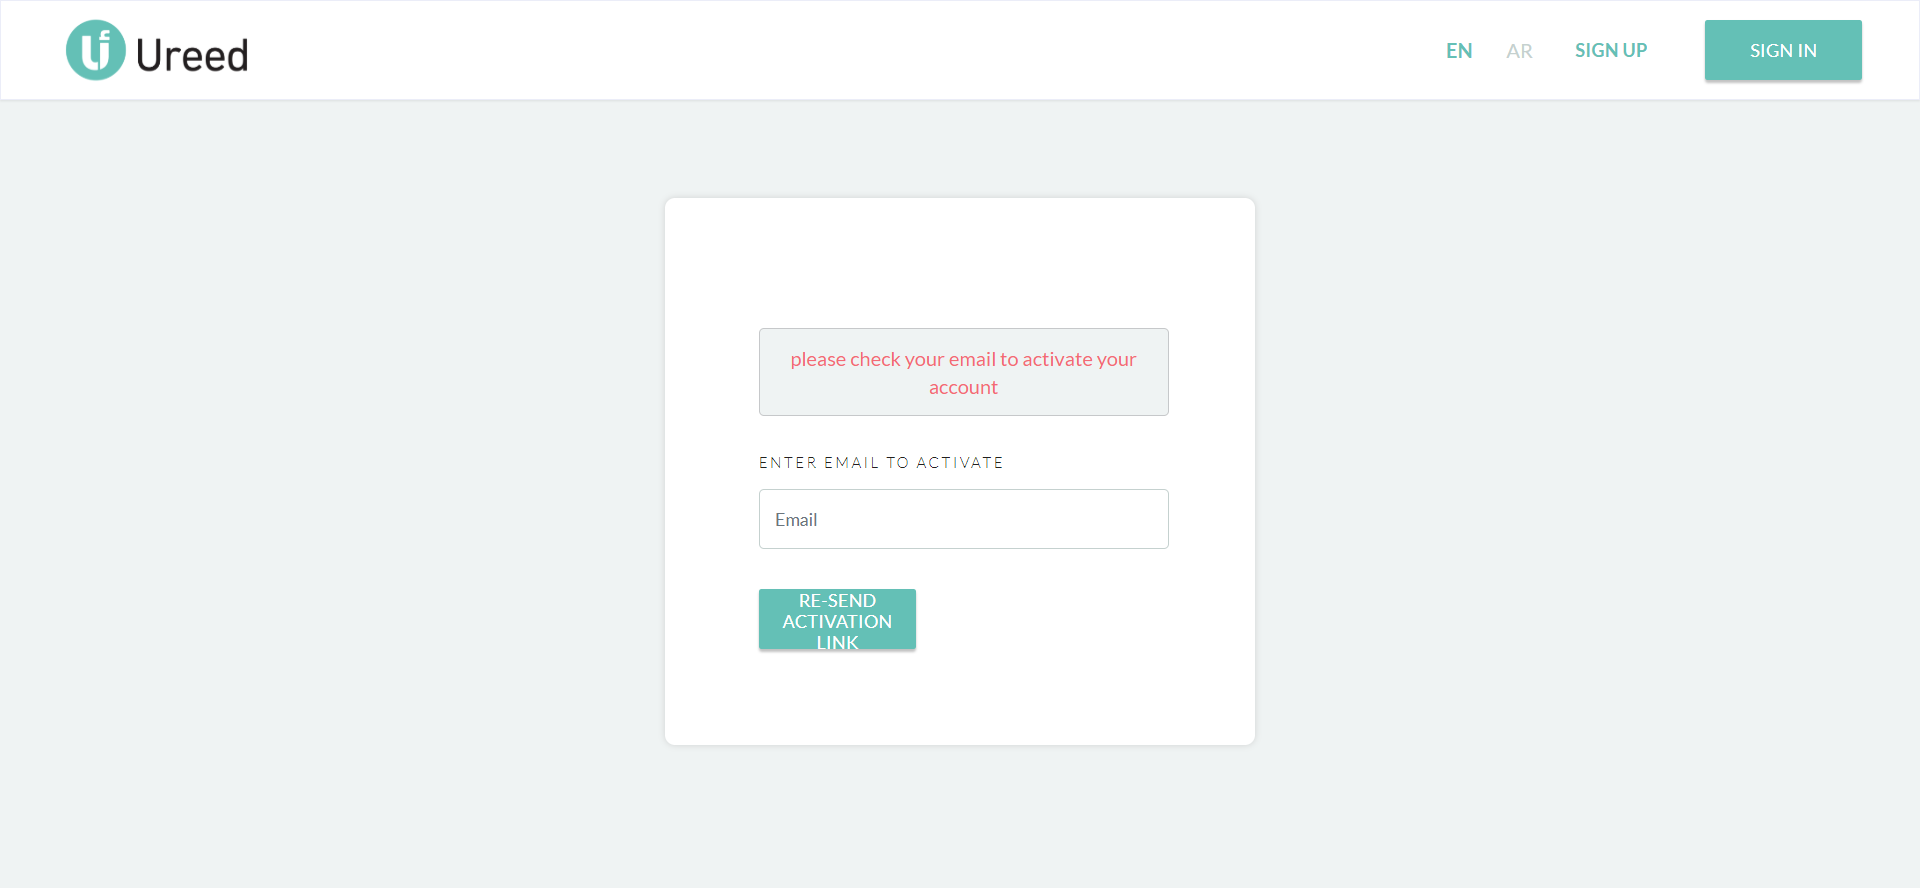 Ureed
EN
AR
SIGN UP
SIGN IN
please check your email to activate your
account
ENTER EMAIL TO ACTIVATE
Email
RE-SEND
ACTIVATION
LINK